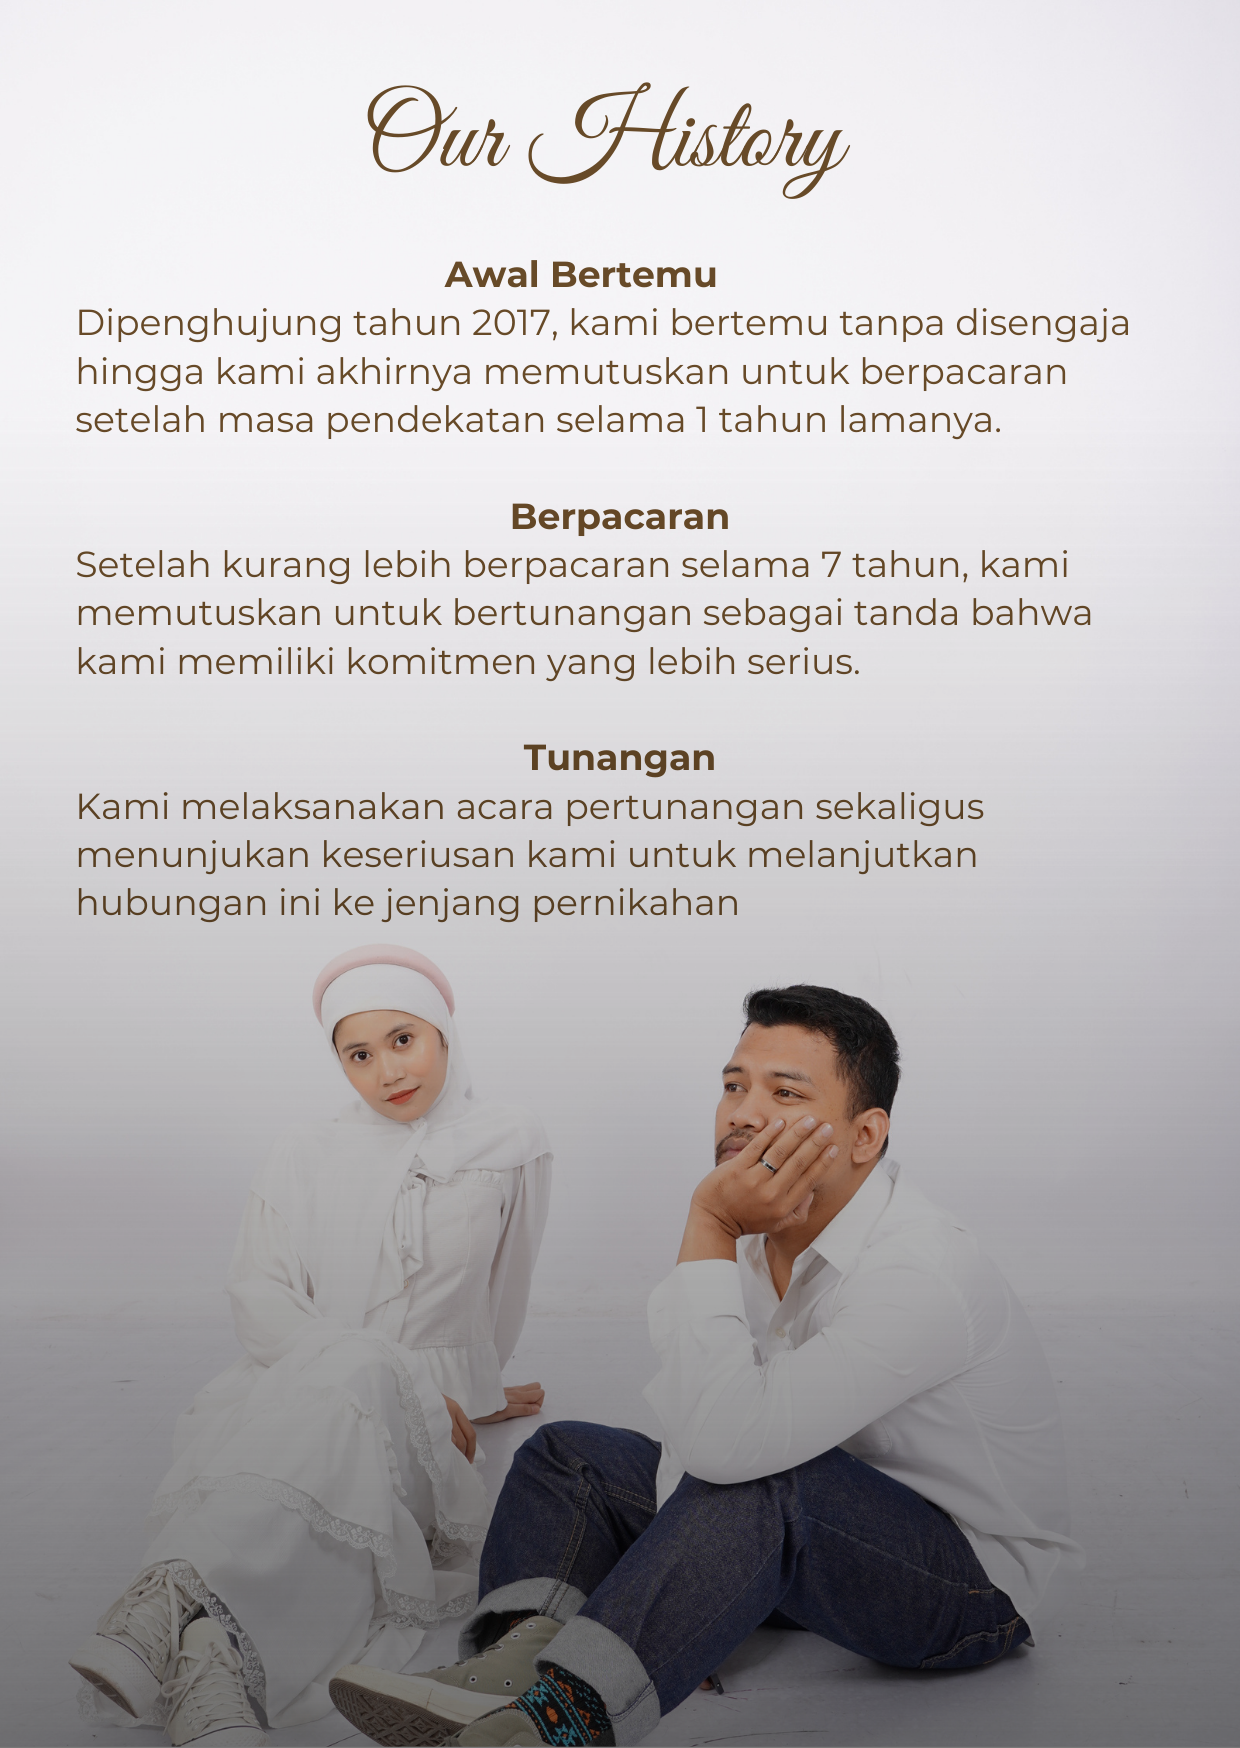 Our History
Awal Bertemu
Dipenghujung tahun 2017, kami bertemu tanpa disengaja
hingga kami akhirnya memutuskan untuk berpacaran
setelah masa pendekatan selama 1 tahun lamanya.
Berpacaran
Setelah kurang lebih berpacaran selama 7 tahun, kami
memutuskan untuk bertunangan sebagai tanda bahwa
kami memiliki komitmen yang lebih serius.
Tunangan
Kami melaksanakan acara pertunangan sekaligus
menunjukan keseriusan kami untuk melanjutkan
hubungan ini ke jenjang pernikahan